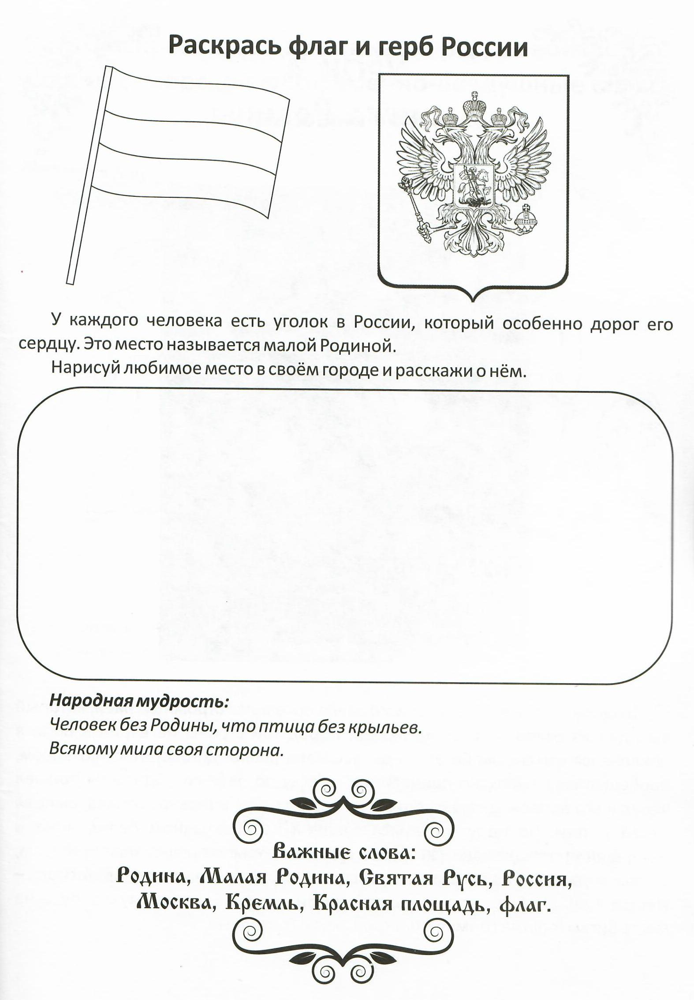 Раскрась флаг и герб России
У каждого человека есть уголок в России, который особенно дорог его
сердцу. Это место называется малой Родиной.
Нарисуй любимое место в своём городе и расскажи о нём.
Народная мудрость:
Человек без Родины, что птица без крыльев.
Всякому мила своя сторона.
Важные слова:
Родина, Малая Родина, Святая Русь, Россия,
Москва, Кремль, Красная площадь, флаг.